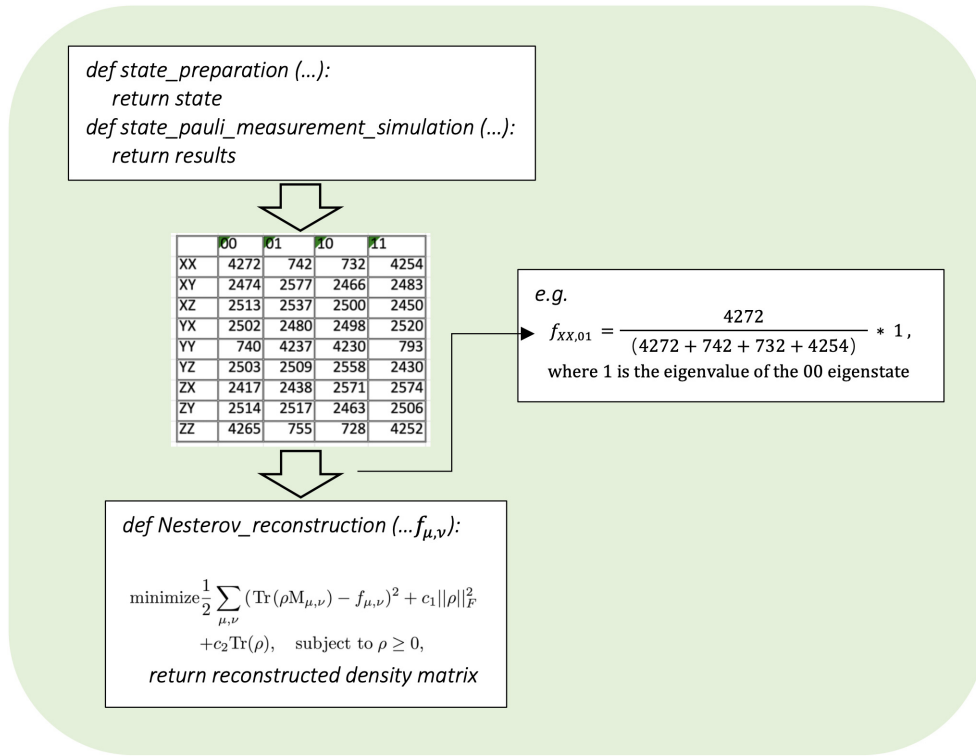 def state_preparation (...):
return state
def state_pauli_measurement_simulation (...):
return results
00 01 10 11
XX 4272 742 732 4254
XY 2474 2577 2466 2483
XZ 2513 2537 2500 2450
YX 2502 2480 2498 2520
YY 740 4237 4230 793
YZ 2503 2509 2558 2430
ZX 2417 2438 2571 2574
ZY 2514 2517 2463 2506
ZZ 4265 755 728 4252
e.g.
f_{XX,01} = 4272 / (4272 + 742 + 732 + 4254) * 1 ,
where 1 is the eigenvalue of the 00 eigenstate
def Nesterov_reconstruction (...f_{μ,ν}):
minimize 1/2 ∑_{μ,ν} (Tr(ρM_{μ,ν}) − f_{μ,ν})² + c₁||ρ||²_F
+c₂Tr(ρ), subject to ρ ≥ 0,
return reconstructed density matrix